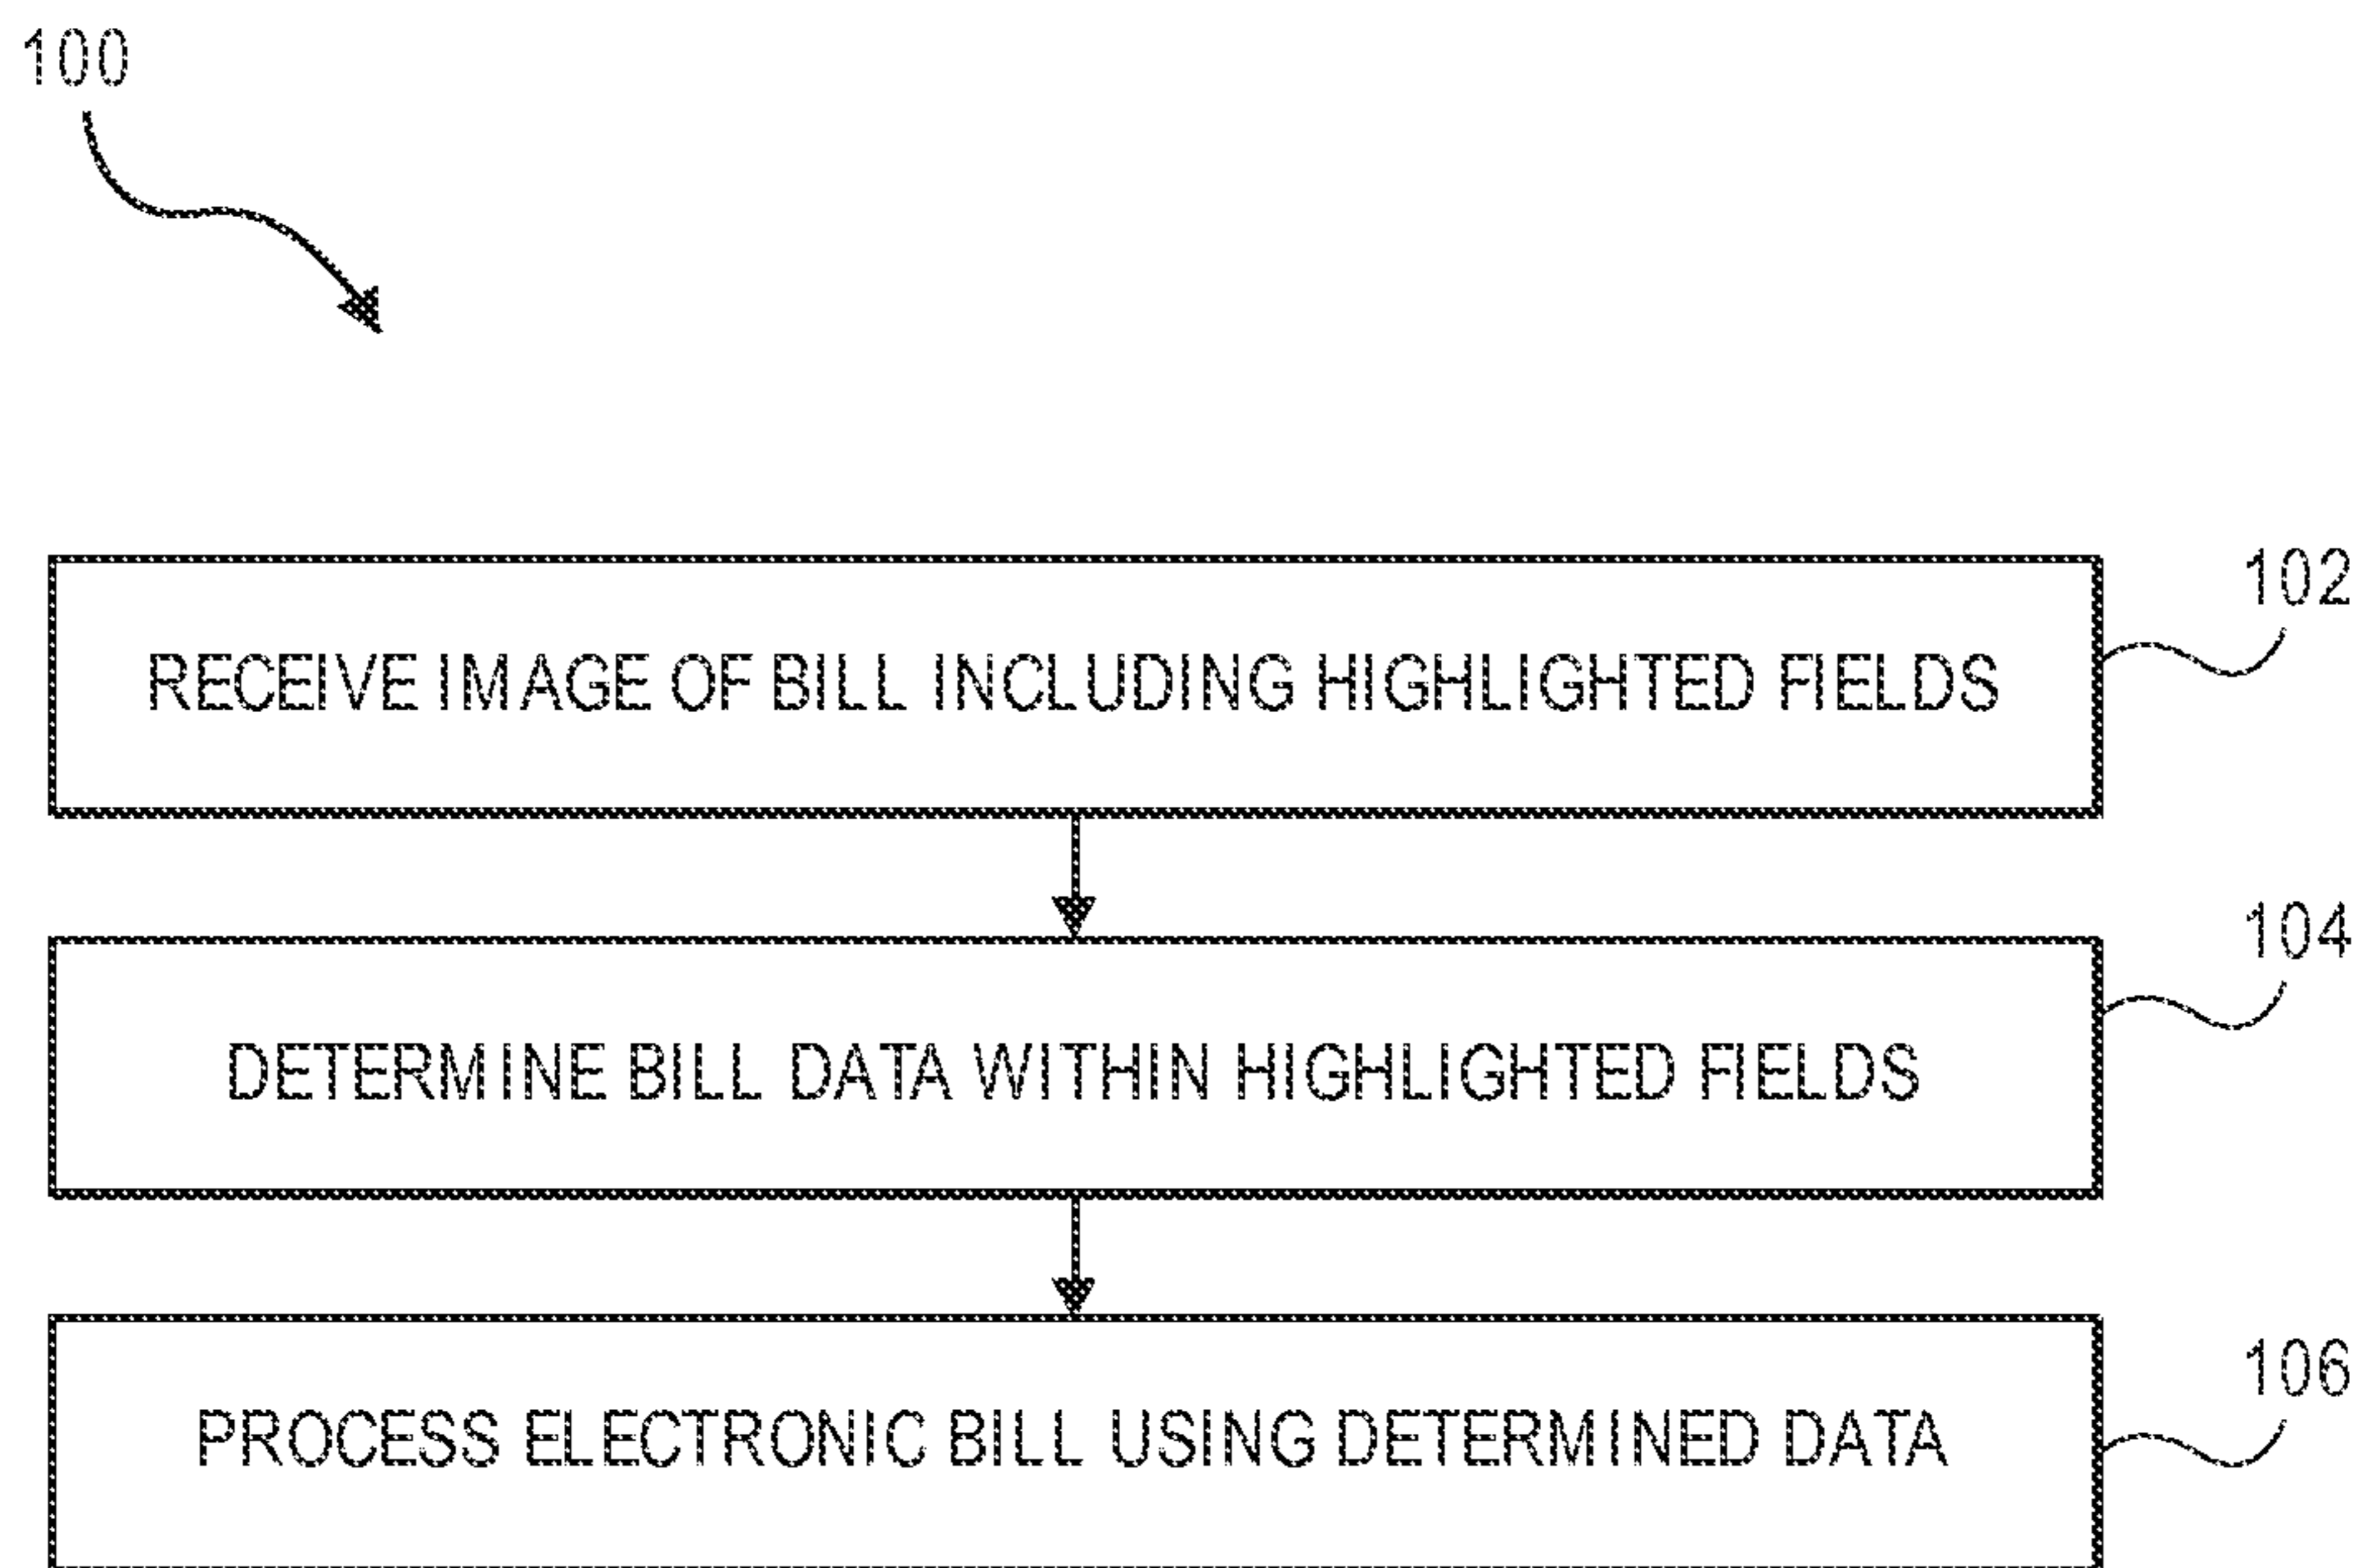 100
102
RECEIVE IMAGE OF BILL INCLUDING HIGHLIGHTED FIELDS
104
DETERMINE BILL DATA WITHIN HIGHLIGHTED FIELDS
106
PROCESS ELECTRONIC BILL USING DETERMINED DATA